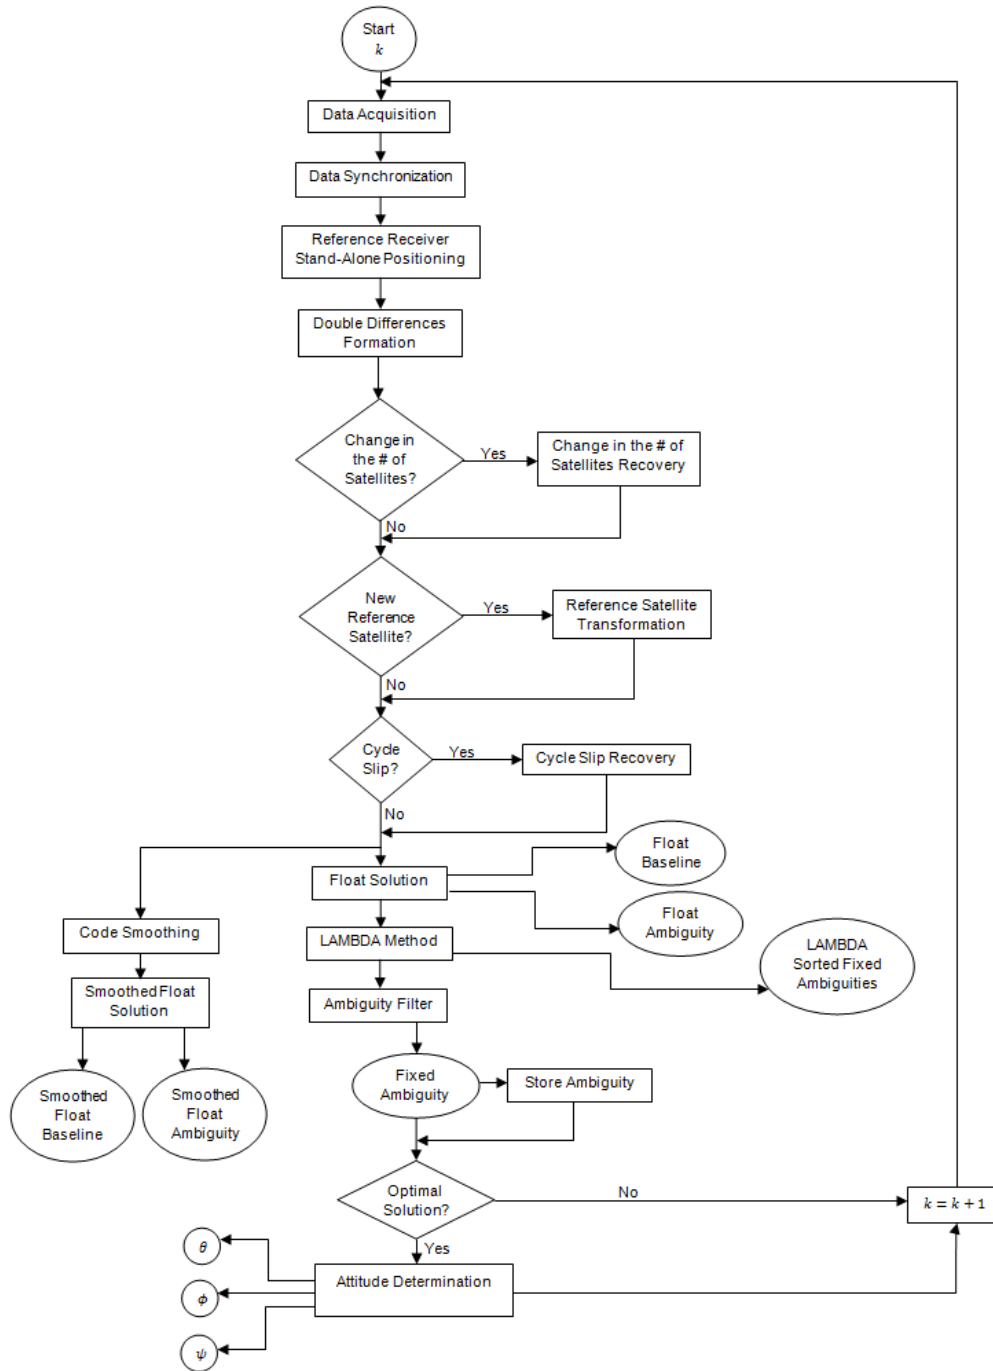 Start
k
Data Acquisition
Data Synchronization
Reference Receiver
Stand-Alone Positioning
Double Differences
Formation
Change in
the # of
Satellites?
Yes
Change in the # of
Satellites Recovery
No
New
Reference
Satellite?
Yes
Reference Satellite
Transformation
No
Cycle
Slip?
Yes
Cycle Slip Recovery
No
Float
Baseline
Float Solution
Float
Ambiguity
Code Smoothing
LAMBDA Method
LAMBDA
Sorted Fixed
Ambiguities
Smoothed Float
Solution
Ambiguity Filter
Smoothed
Float
Baseline
Smoothed
Float
Ambiguity
Fixed
Ambiguity
Store Ambiguity
Optimal
Solution?
No
k = k + 1
Yes
θ
Attitude Determination
ϕ
ψ